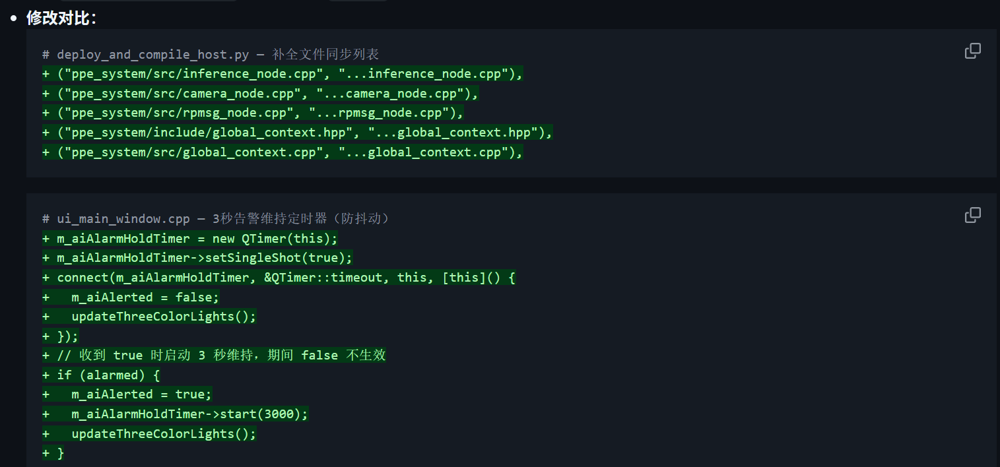 • 修改对比：
# deploy_and_compile_host.py — 补全文件同步列表
+ ("ppe_system/src/inference_node.cpp", "...inference_node.cpp"),
+ ("ppe_system/src/camera_node.cpp", "...camera_node.cpp"),
+ ("ppe_system/src/rpmsg_node.cpp", "...rpmsg_node.cpp"),
+ ("ppe_system/include/global_context.hpp", "...global_context.hpp"),
+ ("ppe_system/src/global_context.cpp", "...global_context.cpp"),
# ui_main_window.cpp — 3秒告警维持定时器（防抖动）
+ m_aiAlarmHoldTimer = new QTimer(this);
+ m_aiAlarmHoldTimer->setSingleShot(true);
+ connect(m_aiAlarmHoldTimer, &QTimer::timeout, this, [this]() {
+   m_aiAlerted = false;
+   updateThreeColorLights();
+ });
+ // 收到 true 时启动 3 秒维持，期间 false 不生效
+ if (alarmed) {
+   m_aiAlerted = true;
+   m_aiAlarmHoldTimer->start(3000);
+   updateThreeColorLights();
+ }